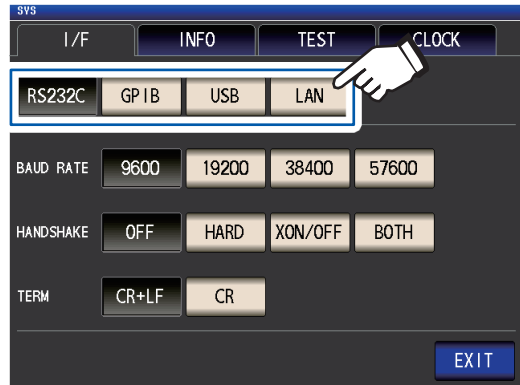 SYS
I/F INFO TEST CLOCK
RS232C GPIB USB LAN
BAUD RATE 9600 19200 38400 57600
HANDSHAKE OFF HARD XON/OFF BOTH
TERM CR+LF CR
EXIT